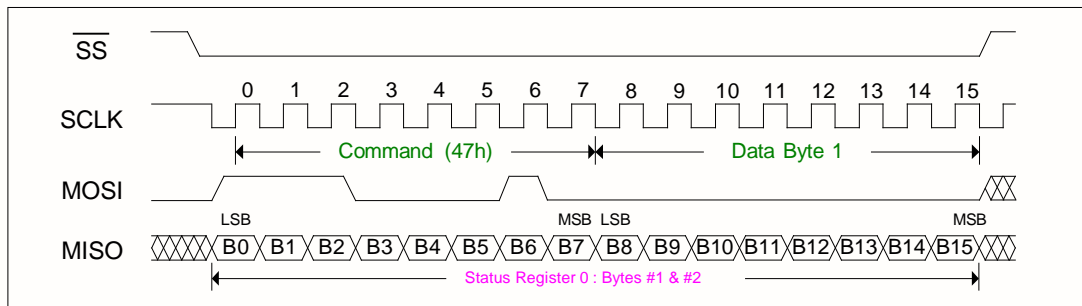 SS
0 1 2 3 4 5 6 7 8 9 10 11 12 13 14 15
SCLK
Command (47h) Data Byte 1
MOSI
LSB MSB LSB MSB
MISO B0 B1 B2 B3 B4 B5 B6 B7 B8 B9 B10 B11 B12 B13 B14 B15
Status Register 0 : Bytes #1 & #2